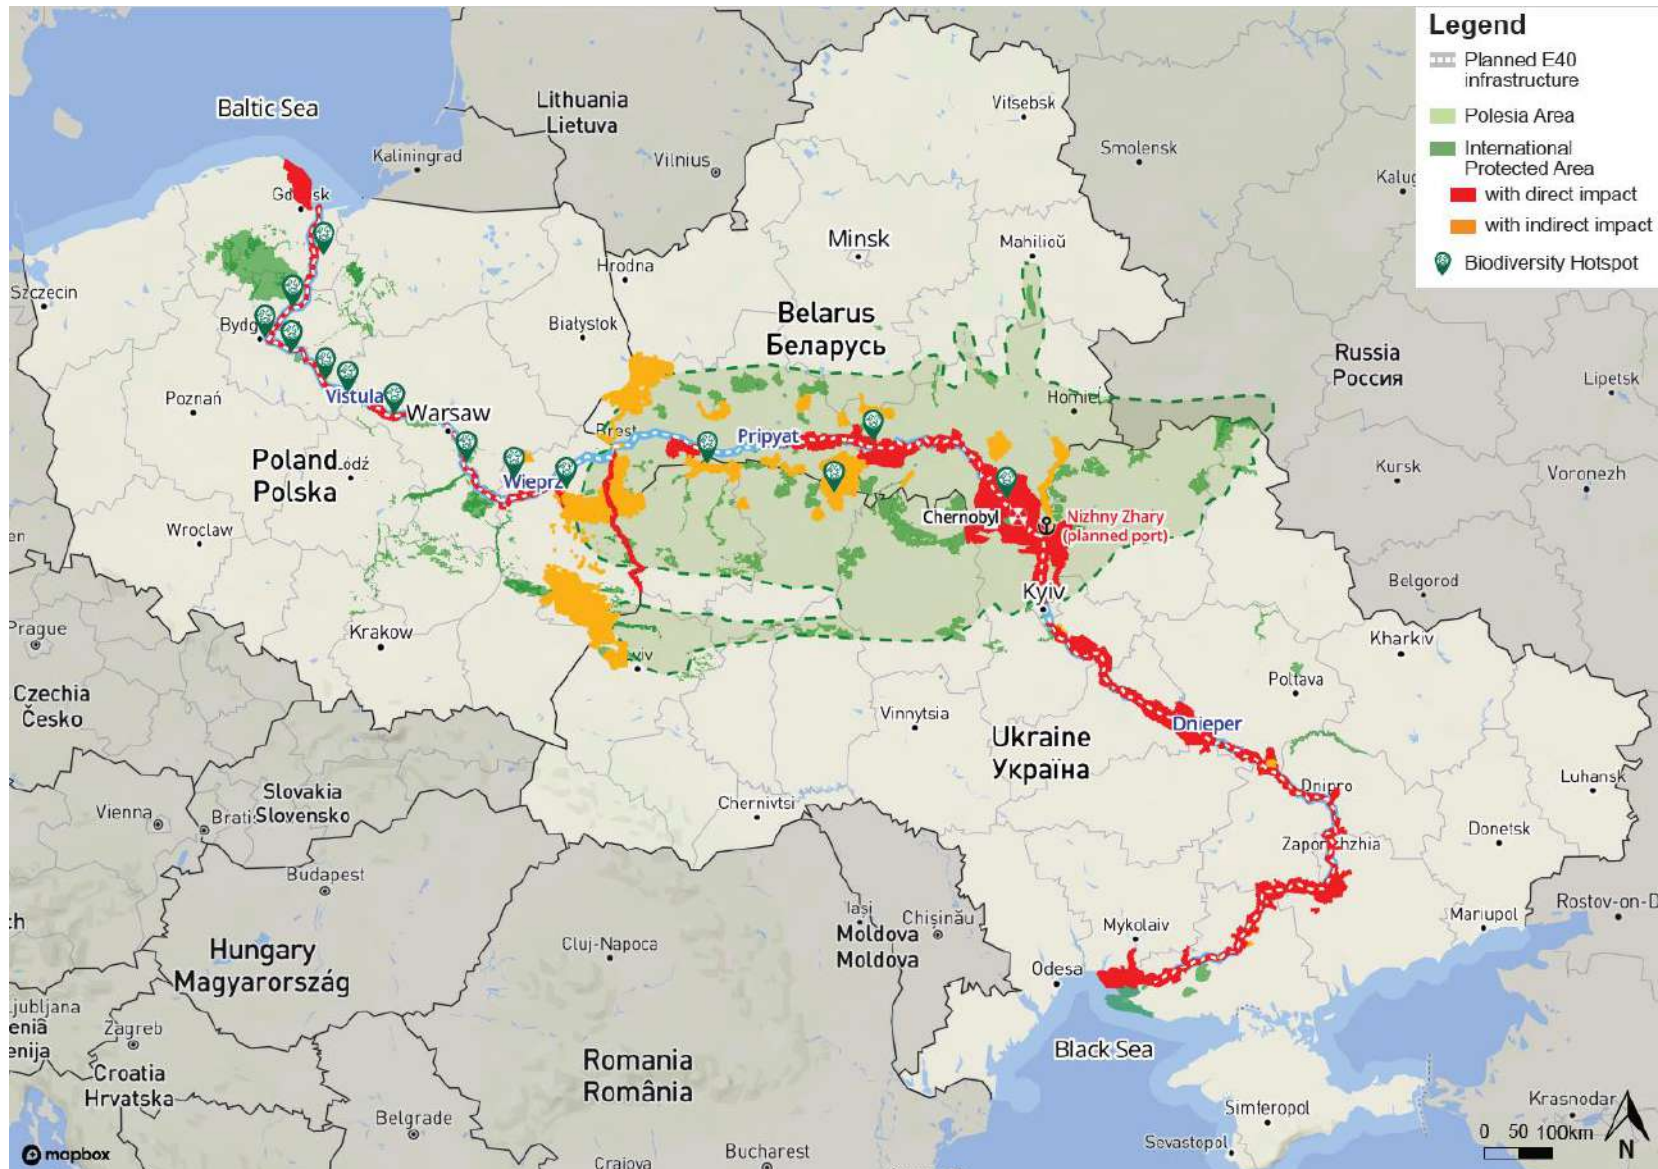 Legend
Planned E40
infrastructure
Polesia Area
International
Protected Area
with direct impact
with indirect impact
Biodiversity Hotspot
Baltic Sea
Lithuania
Lietuva
Vitsebsk
Kaliningrad
Vilnius
Smolensk
Minsk
Mahilioŭ
Hrodna
Szczecin
Białystok
Belarus
Беларусь
Russia
Россия
Lipetsk
Poznań
Vistula
Warsaw
Homieĺ
Brest
Pripyat
Poland
Polska
Wieprz
Kursk
Voronezh
Wroclaw
Chernobyl
Nizhny Zhary
(planned port)
Kyiv
Belgorod
Prague
Krakow
Kharkiv
Czechia
Česko
Poltava
Vinnytsia
Dnieper
Ukraine
Україна
Luhansk
Slovakia
Slovensko
Vienna
Chernivtsi
Dnipro
Donetsk
Budapest
Iași
Chișinău
Mykolaiv
Mariupol
Rostov-on-D
Moldova
Moldova
Hungary
Magyarország
Cluj-Napoca
Odesa
Zagreb
Croatia
Hrvatska
Romania
România
Black Sea
Belgrade
Simferopol
Krasnodar
Sevastopol
0 50 100km
N
Bucharest
Craiova
mapbox